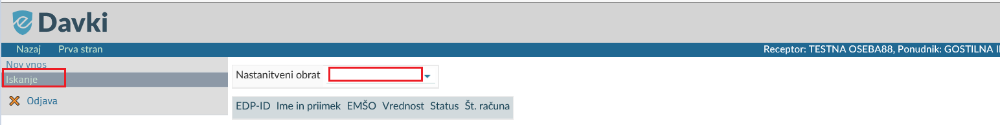 Davki
Nazaj Prva stran
Receptor: TESTNA OSEBA88, Ponudnik: GOSTILNA
Nov vnos
Iskanje
Odjava
Nastanitveni obrat
EDP-ID Ime in priimek EMŠO Vrednost Status Št. računa